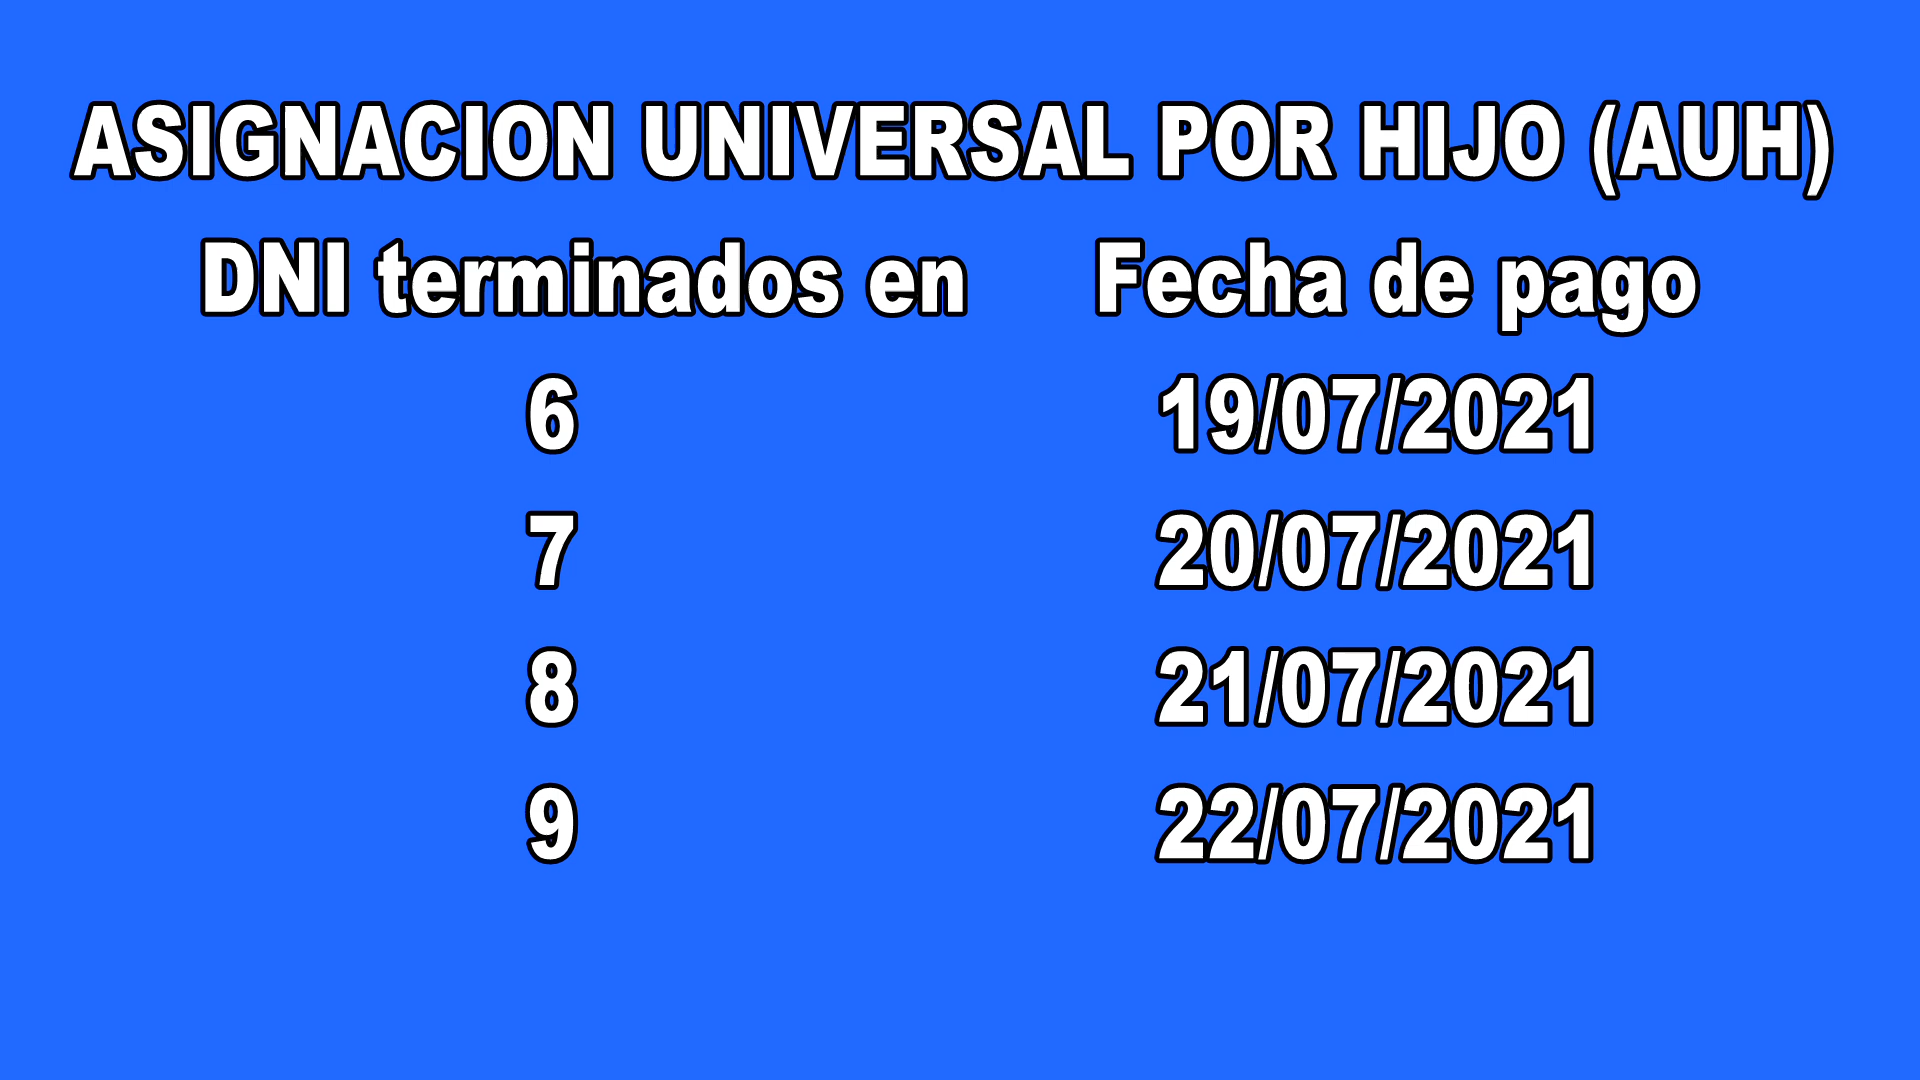 ASIGNACION UNIVERSAL POR HIJO (AUH)
DNI terminados en Fecha de pago
6 19/07/2021
7 20/07/2021
8 21/07/2021
9 22/07/2021